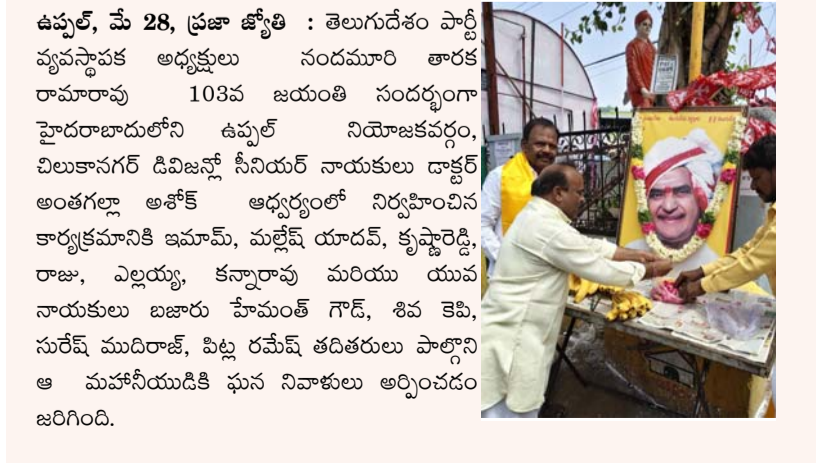 ఉప్పల్, మే 28, ప్రజా జ్యోతి : తెలుగుదేశం పార్టీ
వ్యవస్థాపక అధ్యక్షులు నందమూరి తారక
రామారావు 103వ జయంతి సందర్భంగా
హైదరాబాదులోని ఉప్పల్ నియోజకవర్గం,
చిలుకానగర్ డివిజన్లో సీనియర్ నాయకులు డాక్టర్
అంతగల్లా అశోక్ ఆధ్వర్యంలో నిర్వహించిన
కార్యక్రమానికి ఇమామ్, మల్లేష్ యాదవ్, కృష్ణారెడ్డి,
రాజు, ఎల్లయ్య, కన్నారావు మరియు యువ
నాయకులు బజారు హేమంత్ గౌడ్, శివ కెపి,
సురేష్ ముదిరాజ్, పిట్ల రమేష్ తదితరులు పాల్గొని
ఆ మహనీయుడికి ఘన నివాళులు అర్పించడం
జరిగింది.